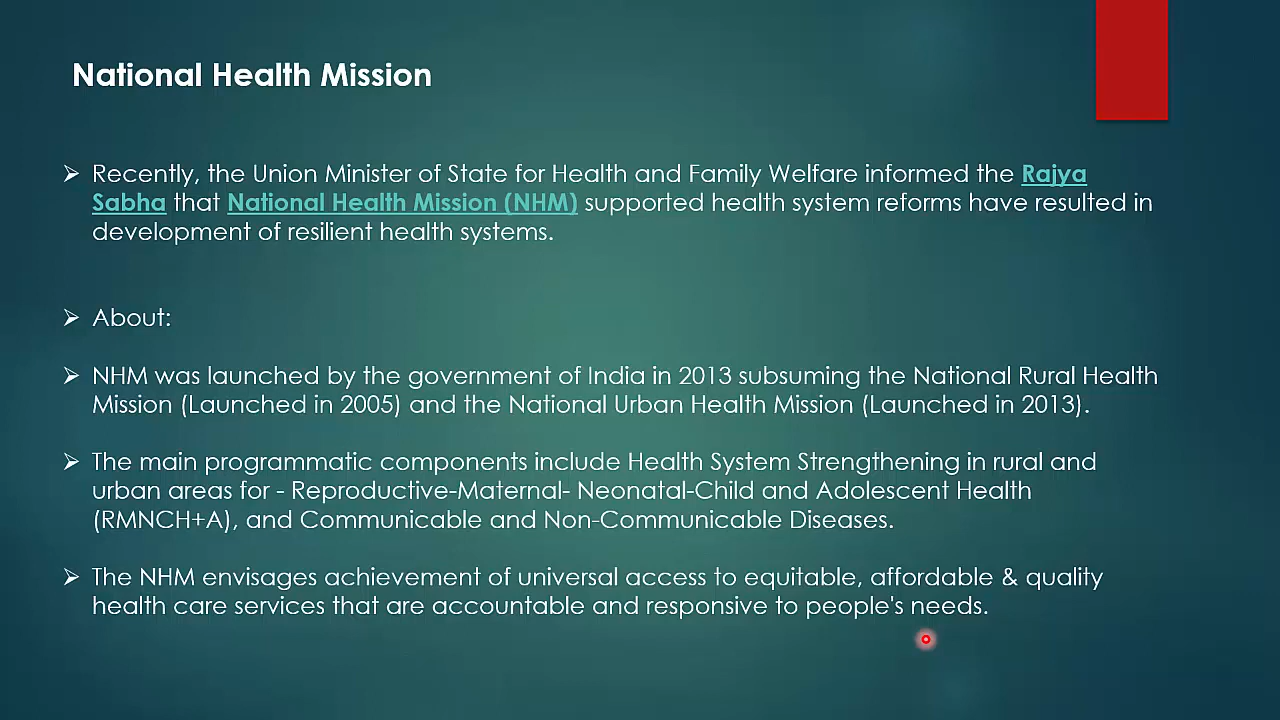 National Health Mission
Recently, the Union Minister of State for Health and Family Welfare informed the Rajya
Sabha that National Health Mission (NHM) supported health system reforms have resulted in
development of resilient health systems.
About:
NHM was launched by the government of India in 2013 subsuming the National Rural Health
Mission (Launched in 2005) and the National Urban Health Mission (Launched in 2013).
The main programmatic components include Health System Strengthening in rural and
urban areas for - Reproductive-Maternal- Neonatal-Child and Adolescent Health
(RMNCH+A), and Communicable and Non-Communicable Diseases.
The NHM envisages achievement of universal access to equitable, affordable & quality
health care services that are accountable and responsive to people's needs.